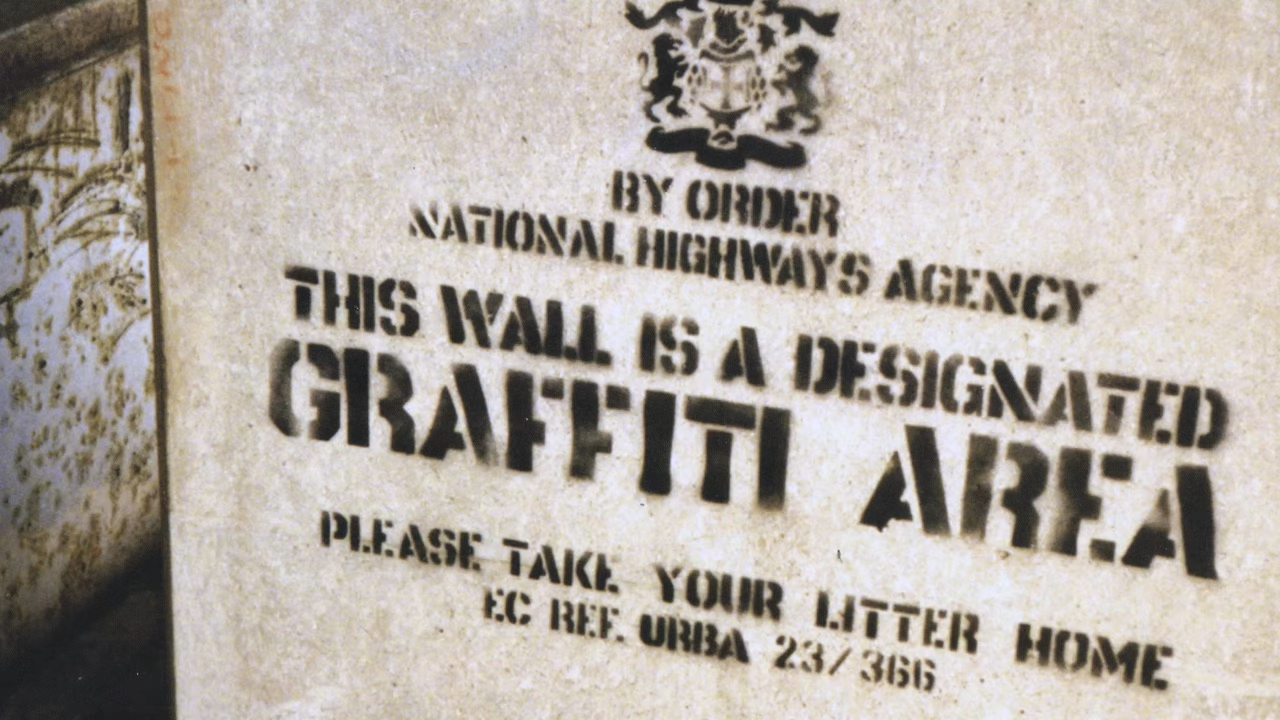 BY ORDER
NATIONAL HIGHWAYS AGENCY
THIS WALL IS A DESIGNATED
GRAFFITI AREA
PLEASE TAKE YOUR LITTER HOME
EC REF. URBA 23/366